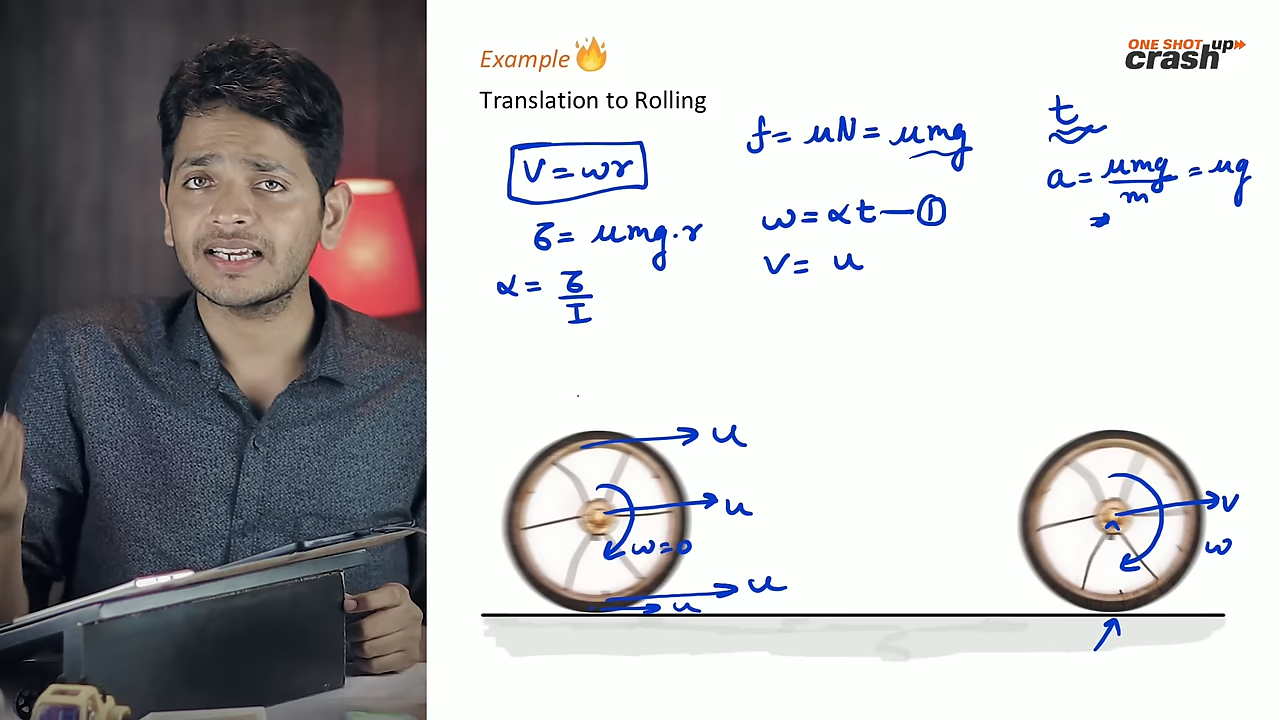 Example
Translation to Rolling
ONE SHOT
crash up
V = ωr
f = μN = μmg
t
a = μmg/m = μg
τ = μmg.r
ω = αt — ①
α = τ/I
V = u
u
u
ω=0
u
u
V
ω